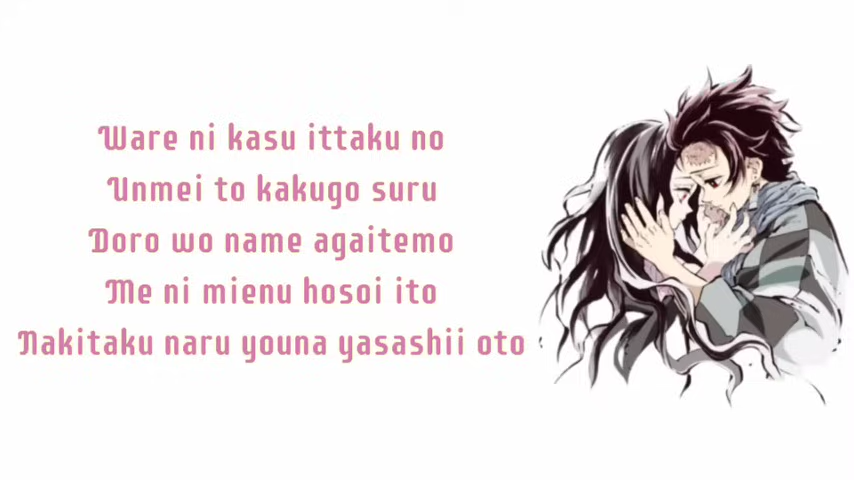 Ware ni kasu ittaku no
Unmei to kakugo suru
Doro wo name agaitemo
Me ni mienu hosoi ito
Nakitaku naru youna yasashii oto